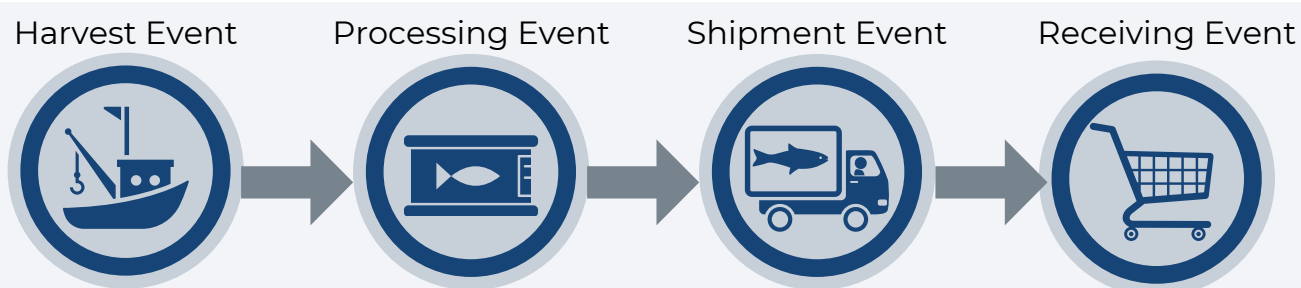 Harvest Event
Processing Event
Shipment Event
Receiving Event